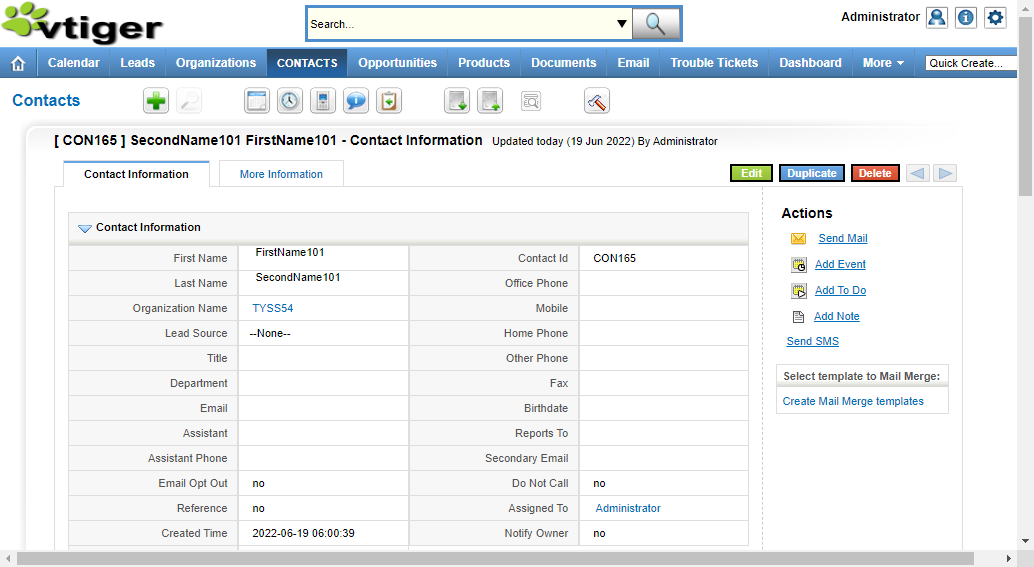 vtiger
Search...
Administrator
Calendar Leads Organizations CONTACTS Opportunities Products Documents Email Trouble Tickets Dashboard More Quick Create...
Contacts
[ CON165 ] SecondName101 FirstName101 - Contact Information Updated today (19 Jun 2022) By Administrator
Contact Information More Information Edit Duplicate Delete
Contact Information
First Name FirstName101 Contact Id CON165
Last Name SecondName101 Office Phone
Organization Name TYSS54 Mobile
Lead Source --None-- Home Phone
Title Other Phone
Department Fax
Email Birthdate
Assistant Reports To
Assistant Phone Secondary Email
Email Opt Out no Do Not Call no
Reference no Assigned To Administrator
Created Time 2022-06-19 06:00:39 Notify Owner no
Actions
Send Mail
Add Event
Add To Do
Add Note
Send SMS
Select template to Mail Merge:
Create Mail Merge templates